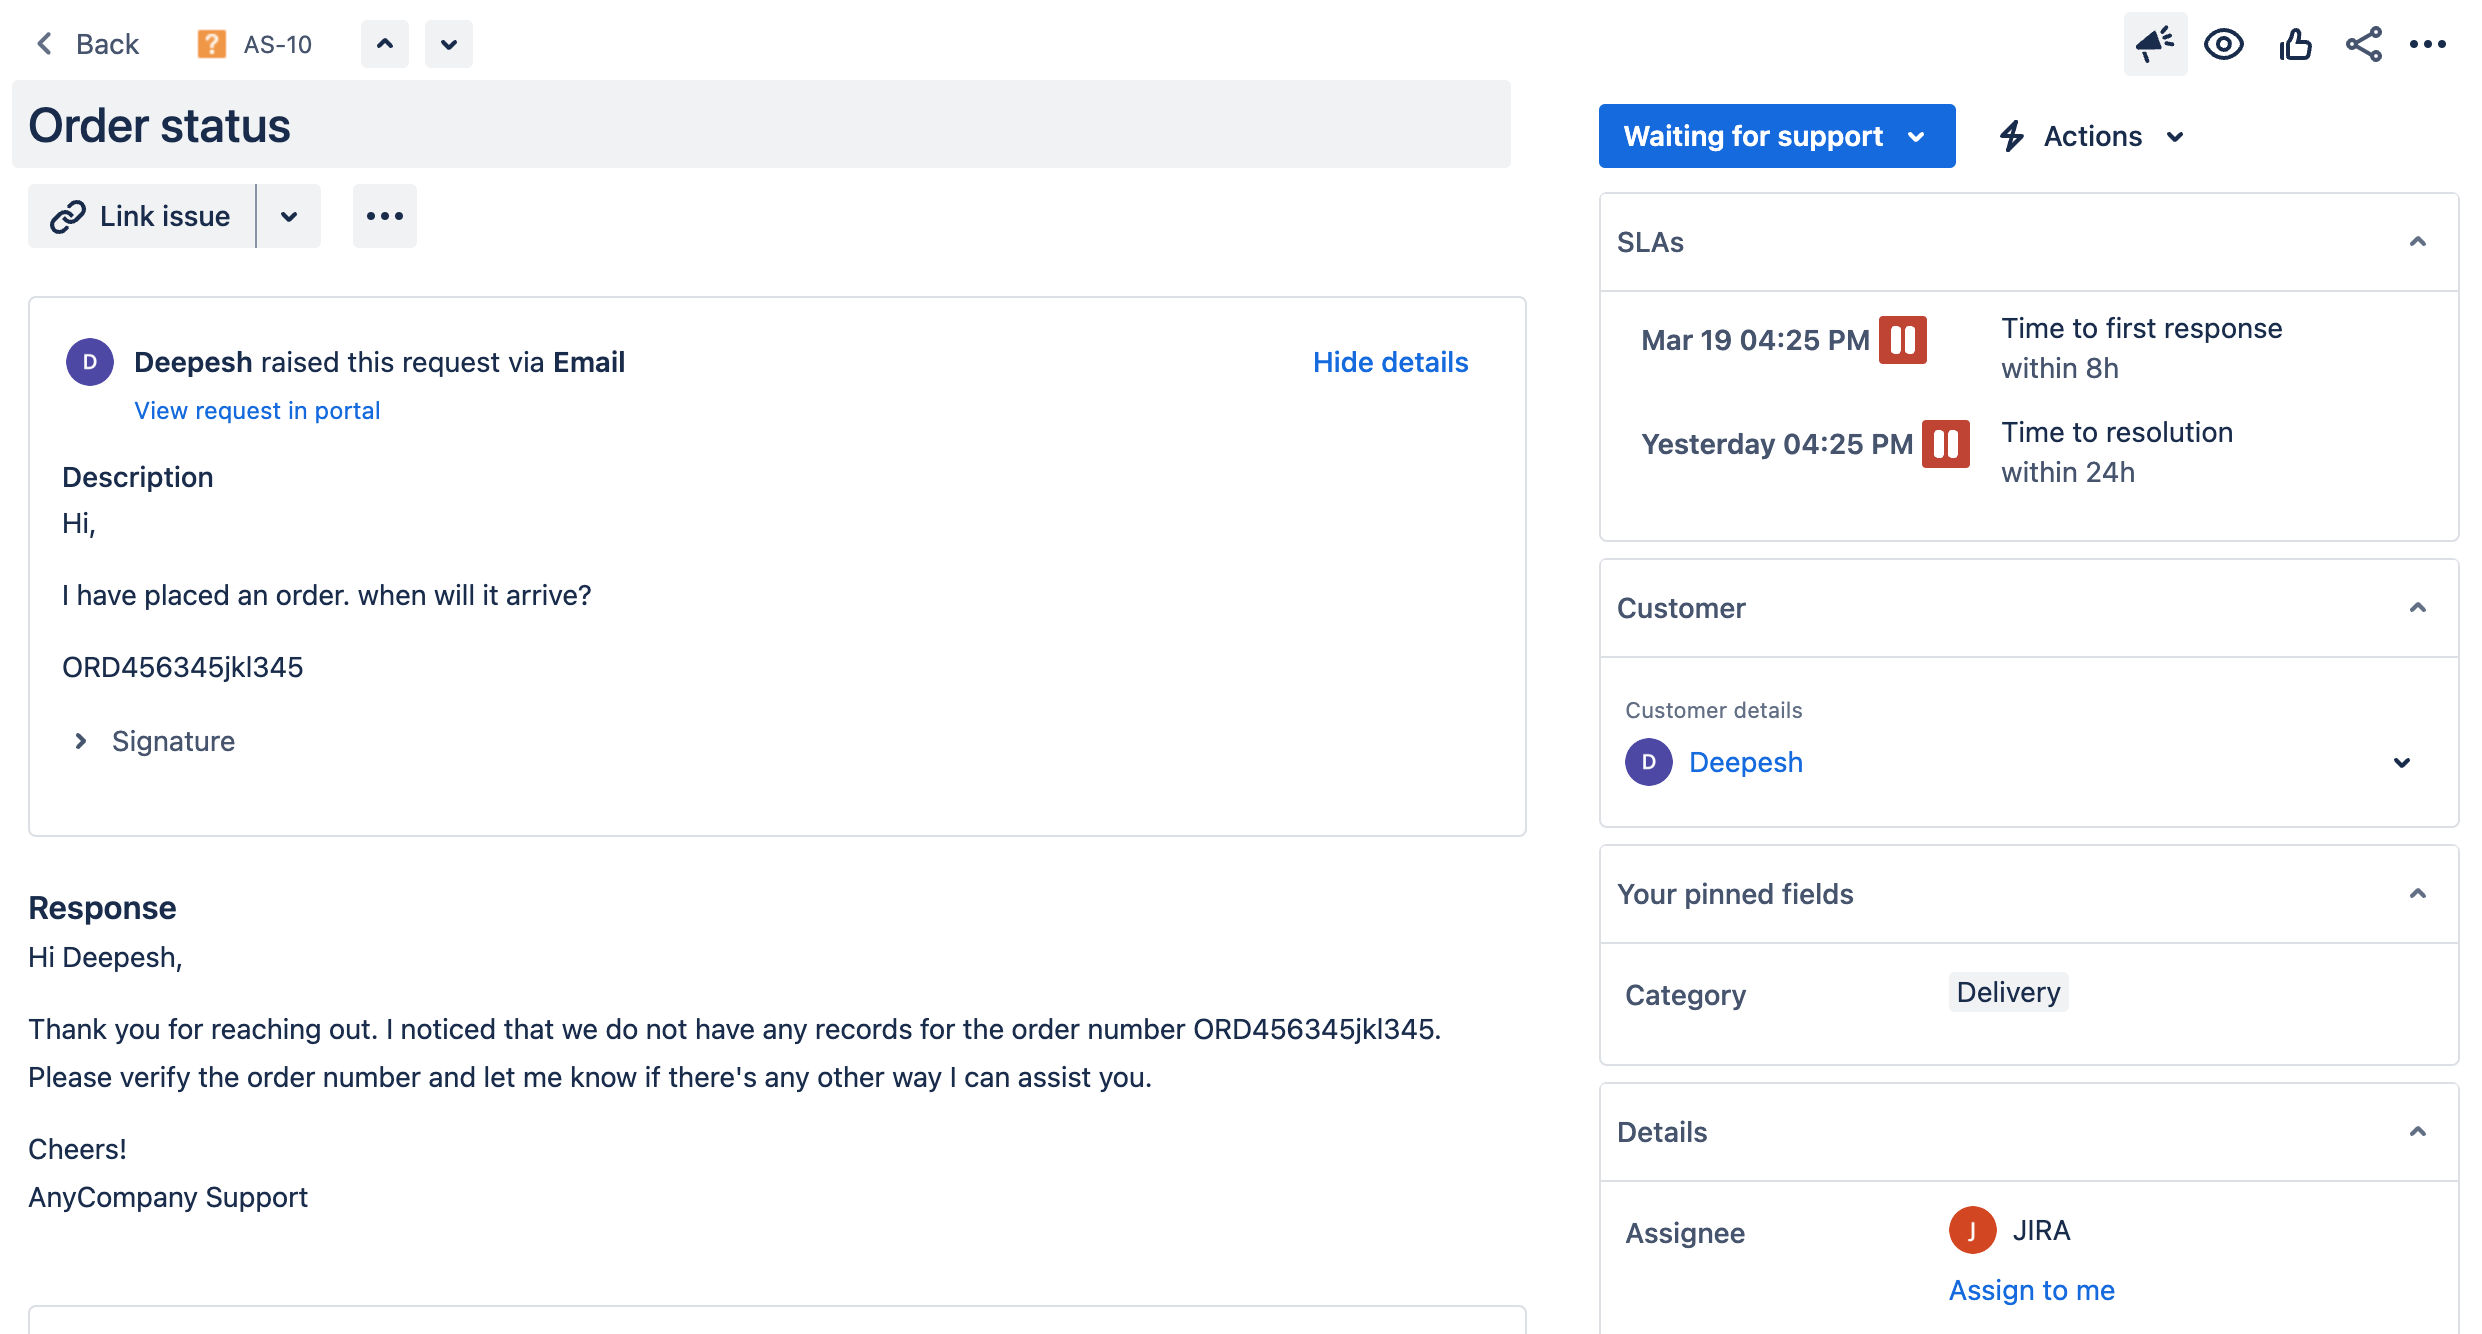 Back
? AS-10
Order status
Link issue
D Deepesh raised this request via Email
Hide details
View request in portal
Description
Hi,
I have placed an order. when will it arrive?
ORD456345jkl345
Signature
Response
Hi Deepesh,
Thank you for reaching out. I noticed that we do not have any records for the order number ORD456345jkl345.
Please verify the order number and let me know if there's any other way I can assist you.
Cheers!
AnyCompany Support
Waiting for support
Actions
SLAs
Mar 19 04:25 PM
Time to first response
within 8h
Yesterday 04:25 PM
Time to resolution
within 24h
Customer
Customer details
D Deepesh
Your pinned fields
Category
Delivery
Details
Assignee
J JIRA
Assign to me